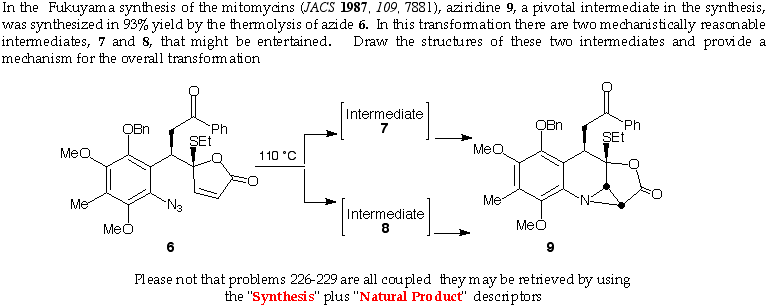 In the Fukuyama synthesis of the mitomycins (JACS 1987, 109, 7881), aziridine 9, a pivotal intermediate in the synthesis,
was synthesized in 93% yield by the thermolysis of azide 6. In this transformation there are two mechanistically reasonable
intermediates, 7 and 8, that might be entertained. Draw the structures of these two intermediates and provide a
mechanism for the overall transformation
O
OBn
Ph
SEt
MeO
O
O
Me
N3
MeO
6
110 °C
Intermediate
7
Intermediate
8
O
OBn
Ph
SEt
MeO
O
O
Me
N
MeO
9
Please not that problems 226-229 are all coupled they may be retrieved by using
the "Synthesis" plus "Natural Product" descriptors